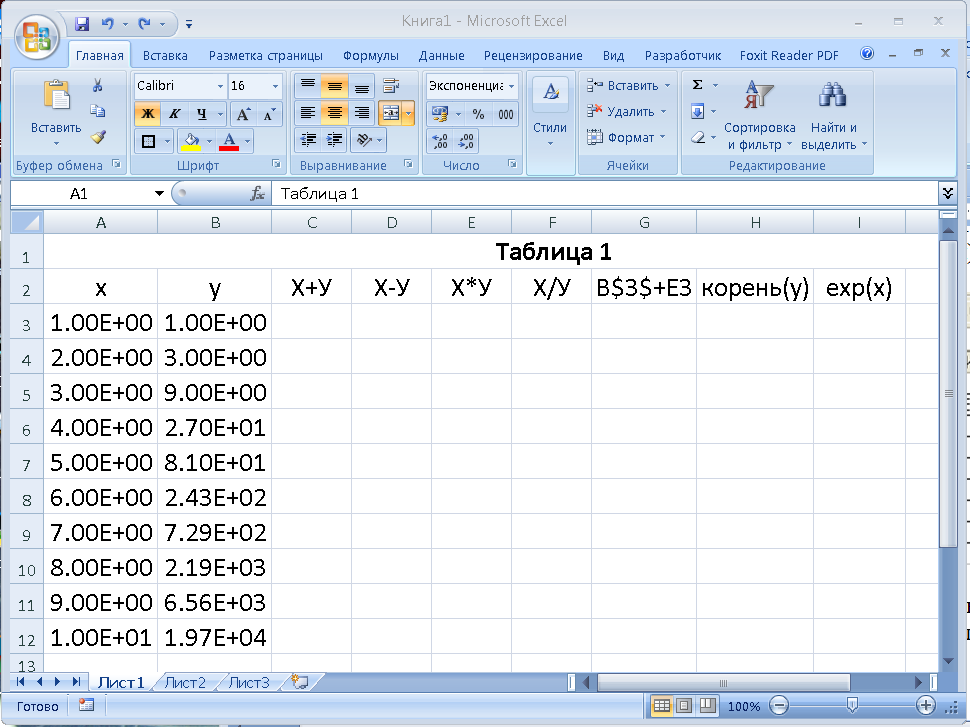 Книга1 - Microsoft Excel
Главная Вставка Разметка страницы Формулы Данные Рецензирование Вид Разработчик Foxit Reader PDF
Calibri 16 Экспоненциа Вставить Σ
Вставить Ж К Ч A A % 000 Стили Удалить Сортировка и фильтр Найти и выделить
A Формат
Буфер обмена Шрифт Выравнивание Число Ячейки Редактирование
A1 fx Таблица 1
A B C D E F G H I
1 Таблица 1
2 x y X+У X-У X*У X/У B$3$+E3 корень(y) exp(x)
3 1.00E+00 1.00E+00
4 2.00E+00 3.00E+00
5 3.00E+00 9.00E+00
6 4.00E+00 2.70E+01
7 5.00E+00 8.10E+01
8 6.00E+00 2.43E+02
9 7.00E+00 7.29E+02
10 8.00E+00 2.19E+03
11 9.00E+00 6.56E+03
12 1.00E+01 1.97E+04
13
Лист1 Лист2 Лист3
Готово 100%